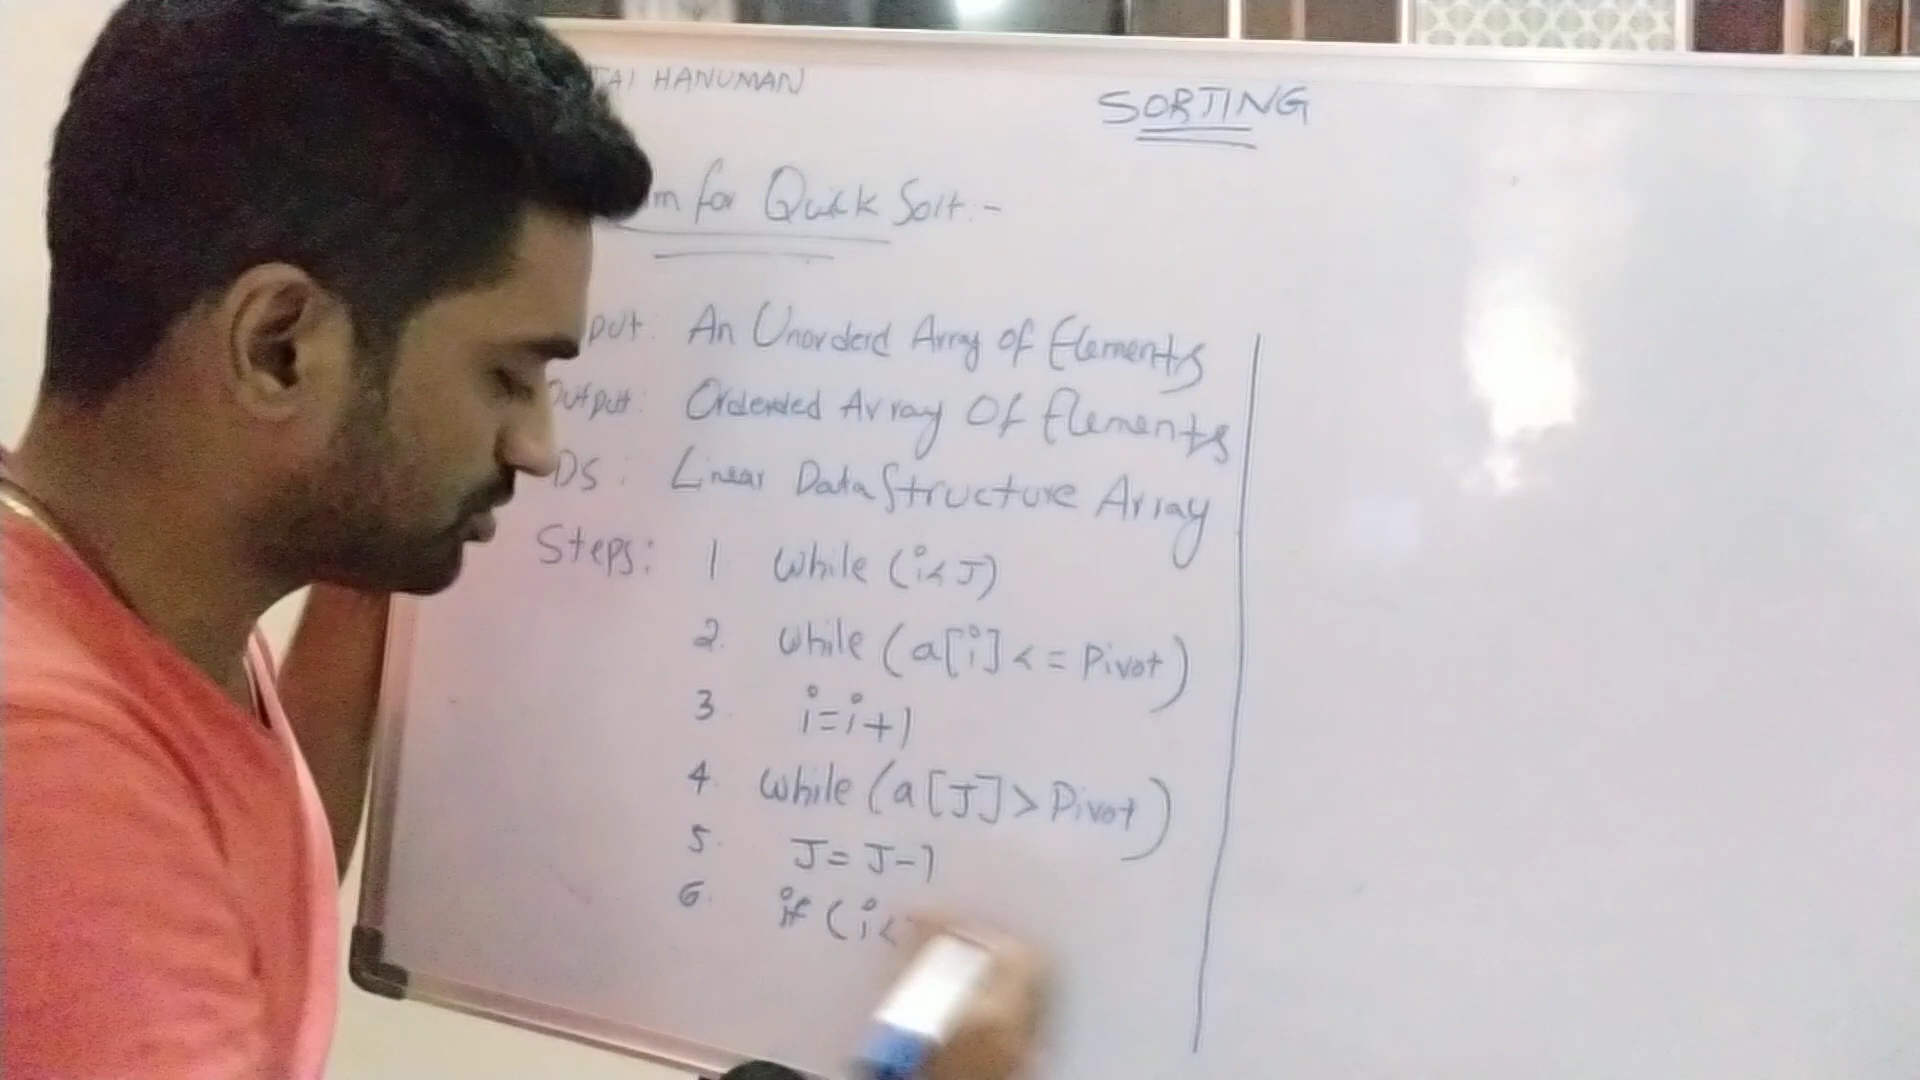 JAI HANUMAN
SORTING
m for Quick Sort:-
put: An Unorderd Array of Elements
Output: Orderded Array Of Elements
DS: Linear Data Structure Array
Steps: 1 while (i<J)
2. while (a[i] <= Pivot)
3. i=i+1
4. while (a[J] > Pivot)
5. J=J-1
6. if (i<